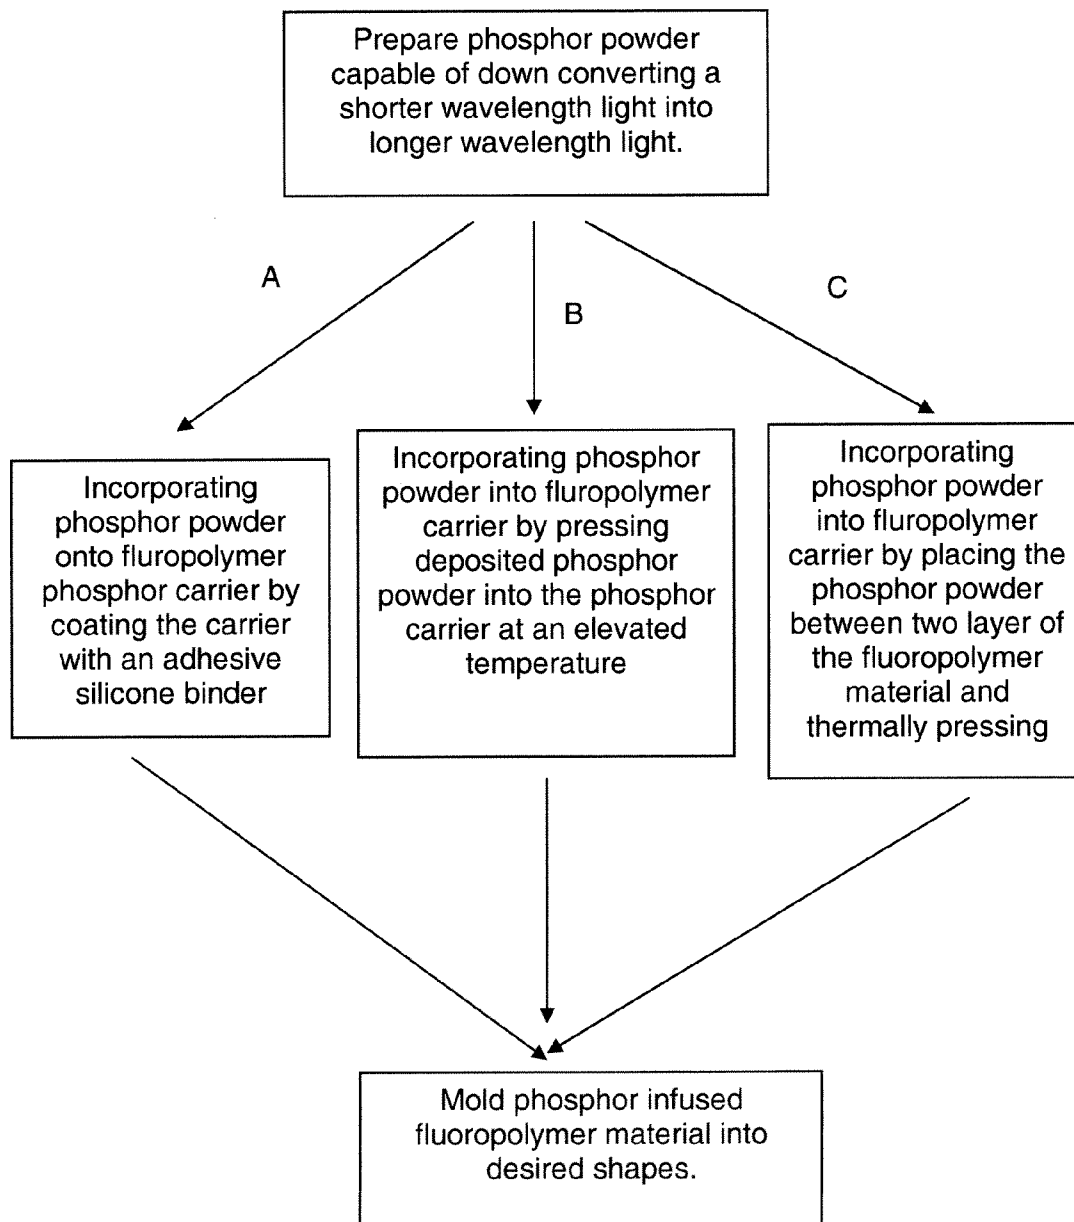 Prepare phosphor powder
capable of down converting a
shorter wavelength light into
longer wavelength light.
A
B
C
Incorporating
phosphor powder
onto fluropolymer
phosphor carrier by
coating the carrier
with an adhesive
silicone binder
Incorporating phosphor
powder into fluropolymer
carrier by pressing
deposited phosphor
powder into the phosphor
carrier at an elevated
temperature
Incorporating
phosphor powder
into fluropolymer
carrier by placing the
phosphor powder
between two layer of
the fluoropolymer
material and
thermally pressing
Mold phosphor infused
fluoropolymer material into
desired shapes.